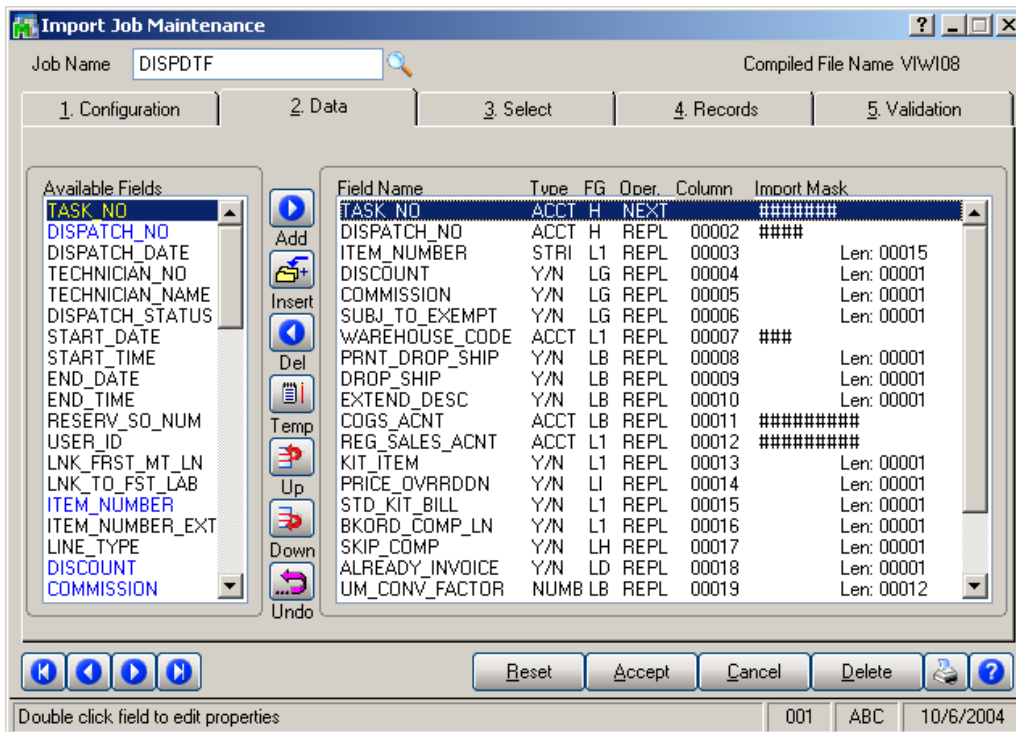 Import Job Maintenance
Job Name DISPDTF Compiled File Name VIWI08
1. Configuration 2. Data 3. Select 4. Records 5. Validation
Available Fields
TASK_NO
DISPATCH_NO
DISPATCH_DATE
TECHNICIAN_NO
TECHNICIAN_NAME
DISPATCH_STATUS
START_DATE
START_TIME
END_DATE
END_TIME
RESERV_SO_NUM
USER_ID
LNK_FRST_MT_LN
LNK_TO_FST_LAB
ITEM_NUMBER
ITEM_NUMBER_EXT
LINE_TYPE
DISCOUNT
COMMISSION
Add
Insert
Del
Temp
Up
Down
Undo
Field Name Type FG Oper. Column Import Mask
TASK_NO ACCT H NEXT #######
DISPATCH_NO ACCT H REPL 00002 ####
ITEM_NUMBER STRI L1 REPL 00003 Len: 00015
DISCOUNT Y/N LG REPL 00004 Len: 00001
COMMISSION Y/N LG REPL 00005 Len: 00001
SUBJ_TO_EXEMPT Y/N LG REPL 00006 Len: 00001
WAREHOUSE_CODE ACCT L1 REPL 00007 ###
PRNT_DROP_SHIP Y/N LB REPL 00008 Len: 00001
DROP_SHIP Y/N LB REPL 00009 Len: 00001
EXTEND_DESC Y/N LB REPL 00010 Len: 00001
COGS_ACNT ACCT LB REPL 00011 #########
REG_SALES_ACNT ACCT L1 REPL 00012 #########
KIT_ITEM Y/N L1 REPL 00013 Len: 00001
PRICE_OVRRDDN Y/N LI REPL 00014 Len: 00001
STD_KIT_BILL Y/N L1 REPL 00015 Len: 00001
BKORD_COMP_LN Y/N L1 REPL 00016 Len: 00001
SKIP_COMP Y/N LH REPL 00017 Len: 00001
ALREADY_INVOICE Y/N LD REPL 00018 Len: 00001
UM_CONV_FACTOR NUMB LB REPL 00019 Len: 00012
Reset Accept Cancel Delete
Double click field to edit properties 001 ABC 10/6/2004